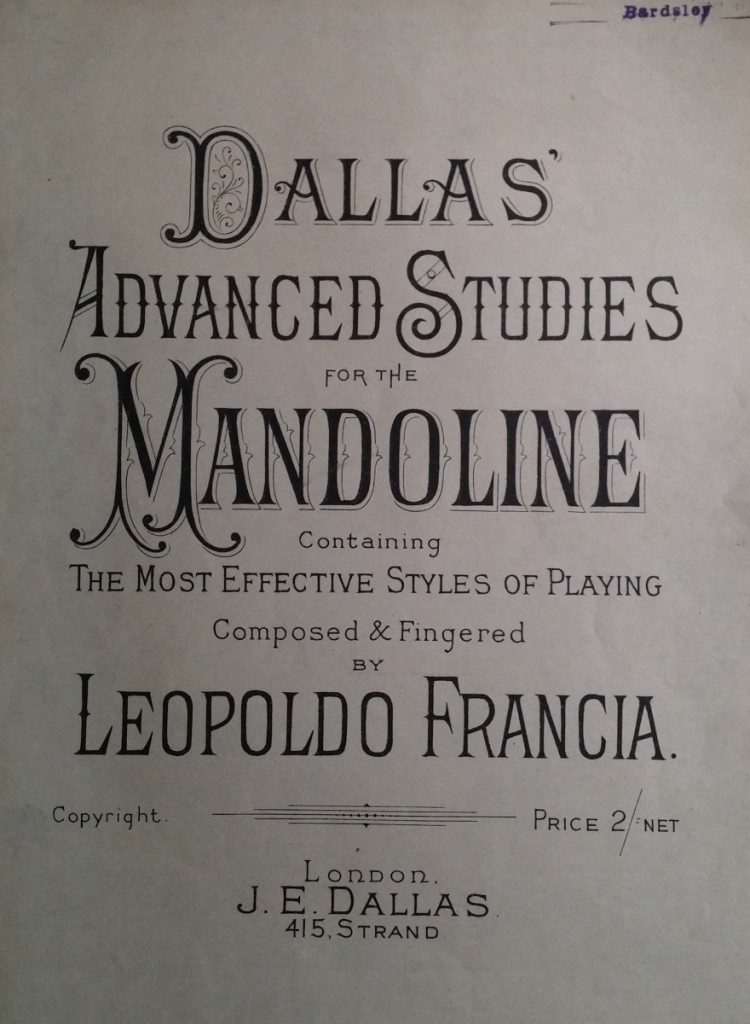 Bardsley
DALLAS'
ADVANCED STUDIES
FOR THE
MANDOLINE
Containing
THE MOST EFFECTIVE STYLES OF PLAYING
Composed & Fingered
BY
LEOPOLDO FRANCIA.
Copyright. PRICE 2/= NET
LONDON.
J. E. DALLAS.
415, STRAND